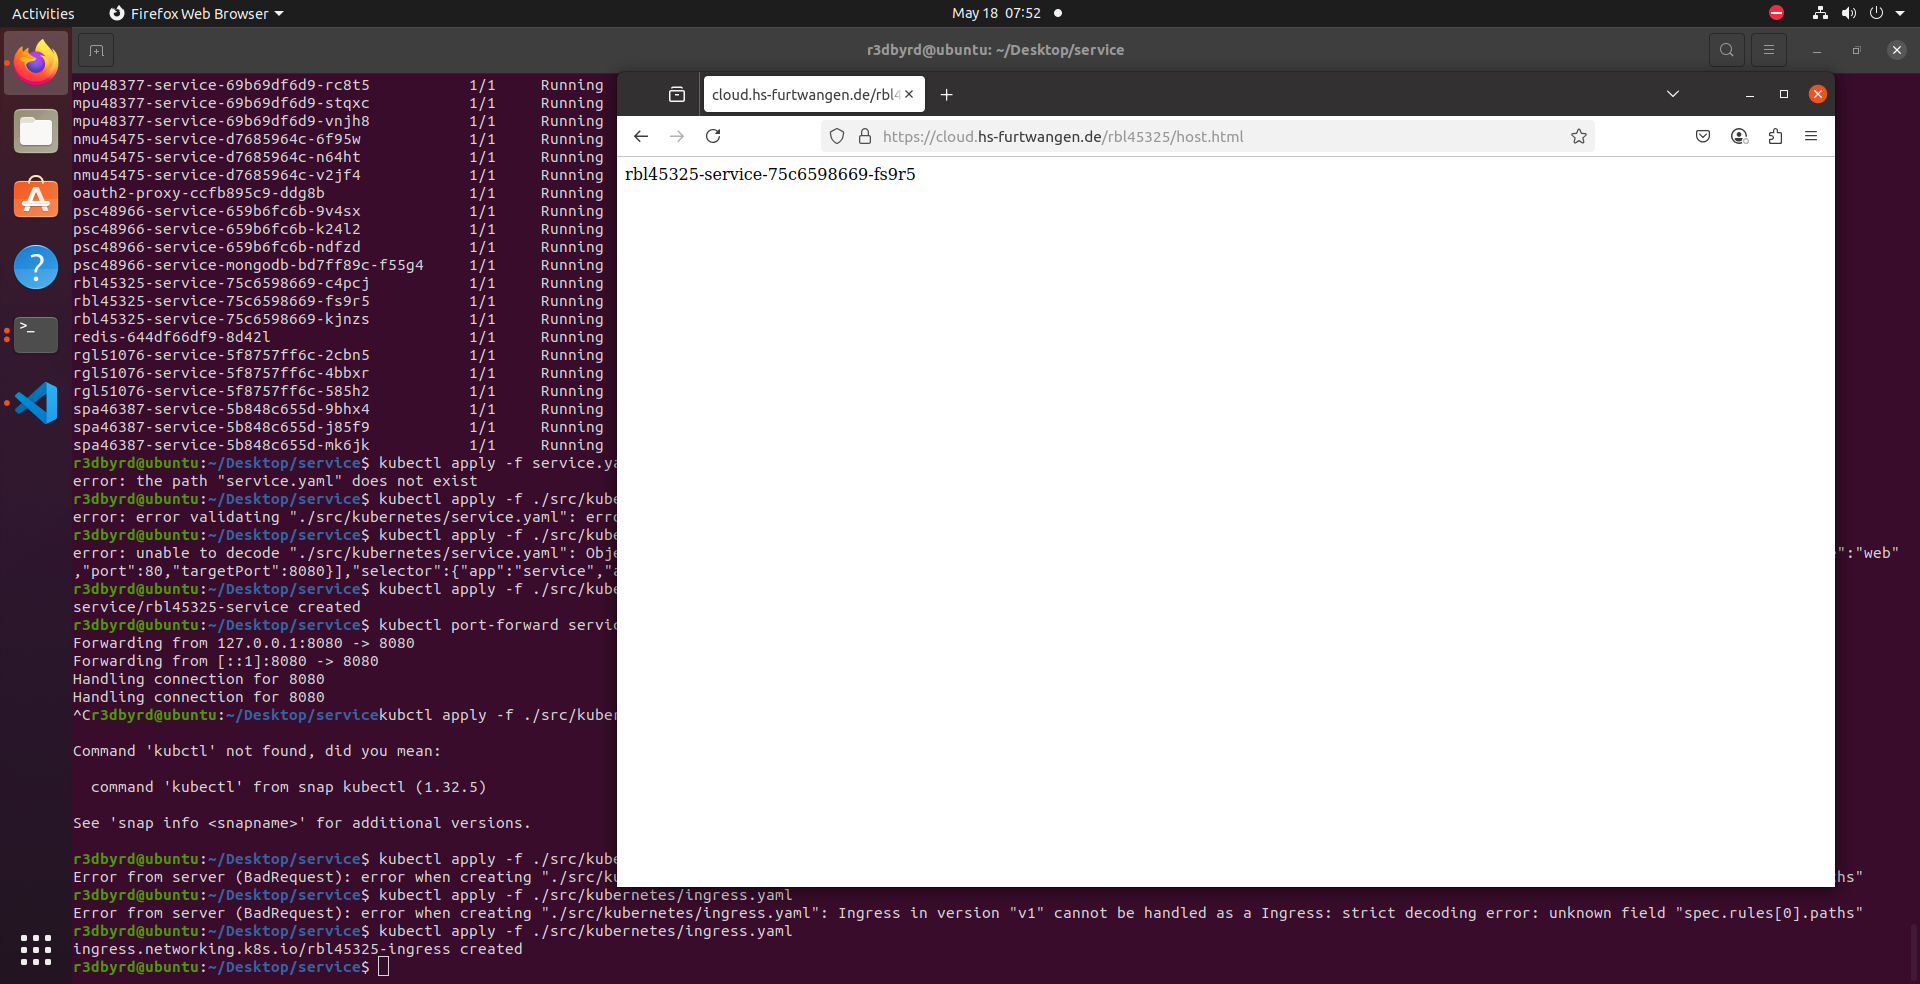 Activities
Firefox Web Browser
May 18 07:52
r3dbyrd@ubuntu: ~/Desktop/service
mpu48377-service-69b69df6d9-rc8t5 1/1 Running
mpu48377-service-69b69df6d9-stqxc 1/1 Running
mpu48377-service-69b69df6d9-vnjh8 1/1 Running
nmu45475-service-d7685964c-6f95w 1/1 Running
nmu45475-service-d7685964c-n64ht 1/1 Running
nmu45475-service-d7685964c-v2jf4 1/1 Running
oauth2-proxy-ccfb895c9-ddg8b 1/1 Running
psc48966-service-659b6fc6b-9v4sx 1/1 Running
psc48966-service-659b6fc6b-k24l2 1/1 Running
psc48966-service-659b6fc6b-ndfzd 1/1 Running
psc48966-service-mongodb-bd7ff89c-f55g4 1/1 Running
rbl45325-service-75c6598669-c4pcj 1/1 Running
rbl45325-service-75c6598669-fs9r5 1/1 Running
rbl45325-service-75c6598669-kjnzs 1/1 Running
redis-644df66df9-8d42l 1/1 Running
rgl51076-service-5f8757ff6c-2cbn5 1/1 Running
rgl51076-service-5f8757ff6c-4bbxr 1/1 Running
rgl51076-service-5f8757ff6c-585h2 1/1 Running
spa46387-service-5b848c655d-9bhx4 1/1 Running
spa46387-service-5b848c655d-j85f9 1/1 Running
spa46387-service-5b848c655d-mk6jk 1/1 Running
r3dbyrd@ubuntu:~/Desktop/service$ kubectl apply -f service.ya
error: the path "service.yaml" does not exist
r3dbyrd@ubuntu:~/Desktop/service$ kubectl apply -f ./src/kube
error: error validating "./src/kubernetes/service.yaml": erro
r3dbyrd@ubuntu:~/Desktop/service$ kubectl apply -f ./src/kube
error: unable to decode "./src/kubernetes/service.yaml": Obje ":"web"
,"port":80,"targetPort":8080}],"selector":{"app":"service","a
r3dbyrd@ubuntu:~/Desktop/service$ kubectl apply -f ./src/kube
service/rbl45325-service created
r3dbyrd@ubuntu:~/Desktop/service$ kubectl port-forward servic
Forwarding from 127.0.0.1:8080 -> 8080
Forwarding from [::1]:8080 -> 8080
Handling connection for 8080
Handling connection for 8080
^Cr3dbyrd@ubuntu:~/Desktop/servicekubctl apply -f ./src/kuber
Command 'kubctl' not found, did you mean:
command 'kubectl' from snap kubectl (1.32.5)
See 'snap info <snapname>' for additional versions.
r3dbyrd@ubuntu:~/Desktop/service$ kubectl apply -f ./src/kube
Error from server (BadRequest): error when creating "./src/ku hs"
r3dbyrd@ubuntu:~/Desktop/service$ kubectl apply -f ./src/kubernetes/ingress.yaml
Error from server (BadRequest): error when creating "./src/kubernetes/ingress.yaml": Ingress in version "v1" cannot be handled as a Ingress: strict decoding error: unknown field "spec.rules[0].paths"
r3dbyrd@ubuntu:~/Desktop/service$ kubectl apply -f ./src/kubernetes/ingress.yaml
ingress.networking.k8s.io/rbl45325-ingress created
r3dbyrd@ubuntu:~/Desktop/service$
cloud.hs-furtwangen.de/rbl4
https://cloud.hs-furtwangen.de/rbl45325/host.html
rbl45325-service-75c6598669-fs9r5